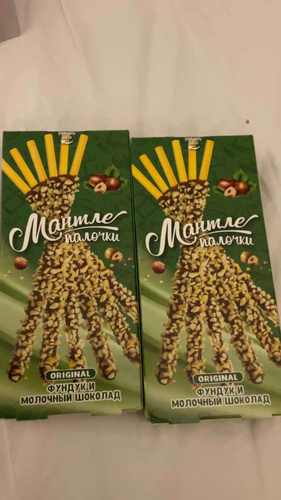 Мантле
палочки
ORIGINAL
ФУНДУК И
МОЛОЧНЫЙ ШОКОЛАД
Мантле
палочки
ORIGINAL
ФУНДУК И
МОЛОЧНЫЙ ШОКОЛАД